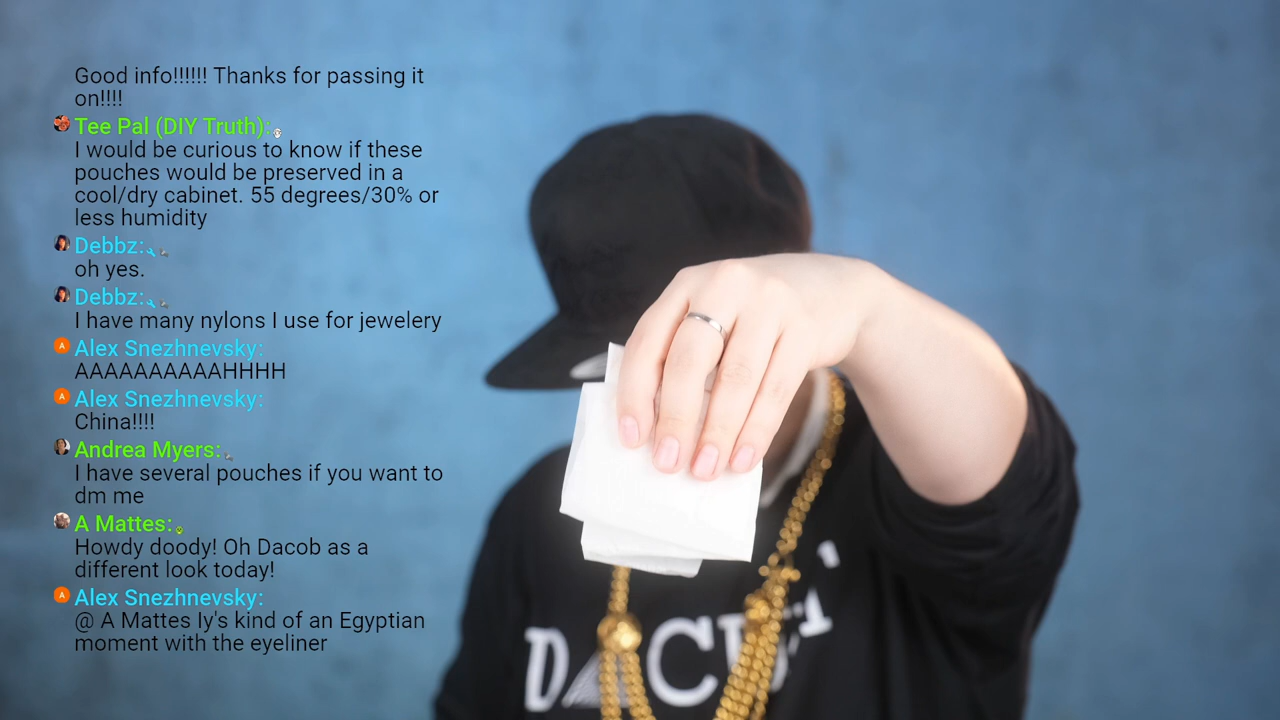 Good info!!!!!! Thanks for passing it
on!!!!
Tee Pal (DIY Truth):
I would be curious to know if these
pouches would be preserved in a
cool/dry cabinet. 55 degrees/30% or
less humidity
Debbz:
oh yes.
Debbz:
I have many nylons I use for jewelery
A
Alex Snezhnevsky:
AAAAAAAAAAHHHH
A
Alex Snezhnevsky:
China!!!!
Andrea Myers:
I have several pouches if you want to
dm me
A Mattes:
Howdy doody! Oh Dacob as a
different look today!
A
Alex Snezhnevsky:
@ A Mattes Iy's kind of an Egyptian
moment with the eyeliner